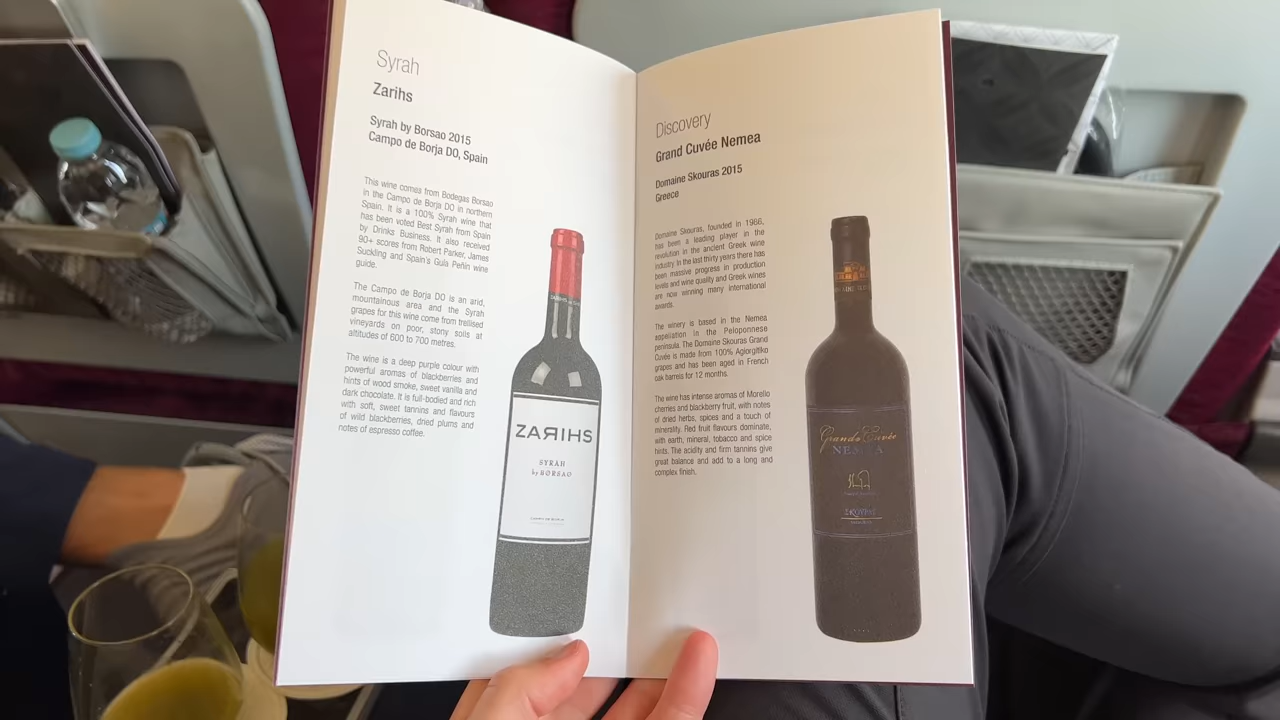 Syrah
Zarihs
Syrah by Borsao 2015
Campo de Borja DO, Spain
This wine comes from Bodegas Borsao
in the Campo de Borja DO in northern
Spain. It is a 100% Syrah wine that
has been voted Best Syrah from Spain
by Drinks Business. It also received
90+ scores from Robert Parker, James
Suckling and Spain's Guía Peñin wine
guide.
The Campo de Borja DO is an arid,
mountainous area and the Syrah
grapes for this wine come from trellised
vineyards on poor, stony soils at
altitudes of 600 to 700 metres.
The wine is a deep purple colour with
powerful aromas of blackberries and
hints of wood smoke, sweet vanilla and
dark chocolate. It is full-bodied and rich
with soft, sweet tannins and flavours
of wild blackberries, dried plums and
notes of espresso coffee.
ZAЯIHS
SYRAH
by BORSAO
Discovery
Grand Cuvée Nemea
Domaine Skouras 2015
Greece
Domaine Skouras, founded in 1986,
has been a leading player in the
revolution in the ancient Greek wine
industry. In the last thirty years there has
been massive progress in production
levels and wine quality and Greek wines
are now winning many international
awards.
The winery is based in the Nemea
appellation in the Peloponnese
peninsula. The Domaine Skouras Grand
Cuvée is made from 100% Agiorgitiko
grapes and has been aged in French
oak barrels for 12 months.
The wine has intense aromas of Morello
cherries and blackberry fruit, with notes
of dried herbs, spices and a touch of
minerality. Red fruit flavours dominate,
with earth, mineral, tobacco and spice
hints. The acidity and firm tannins give
great balance and add to a long and
complex finish.
Grande Cuvée
NEMEA